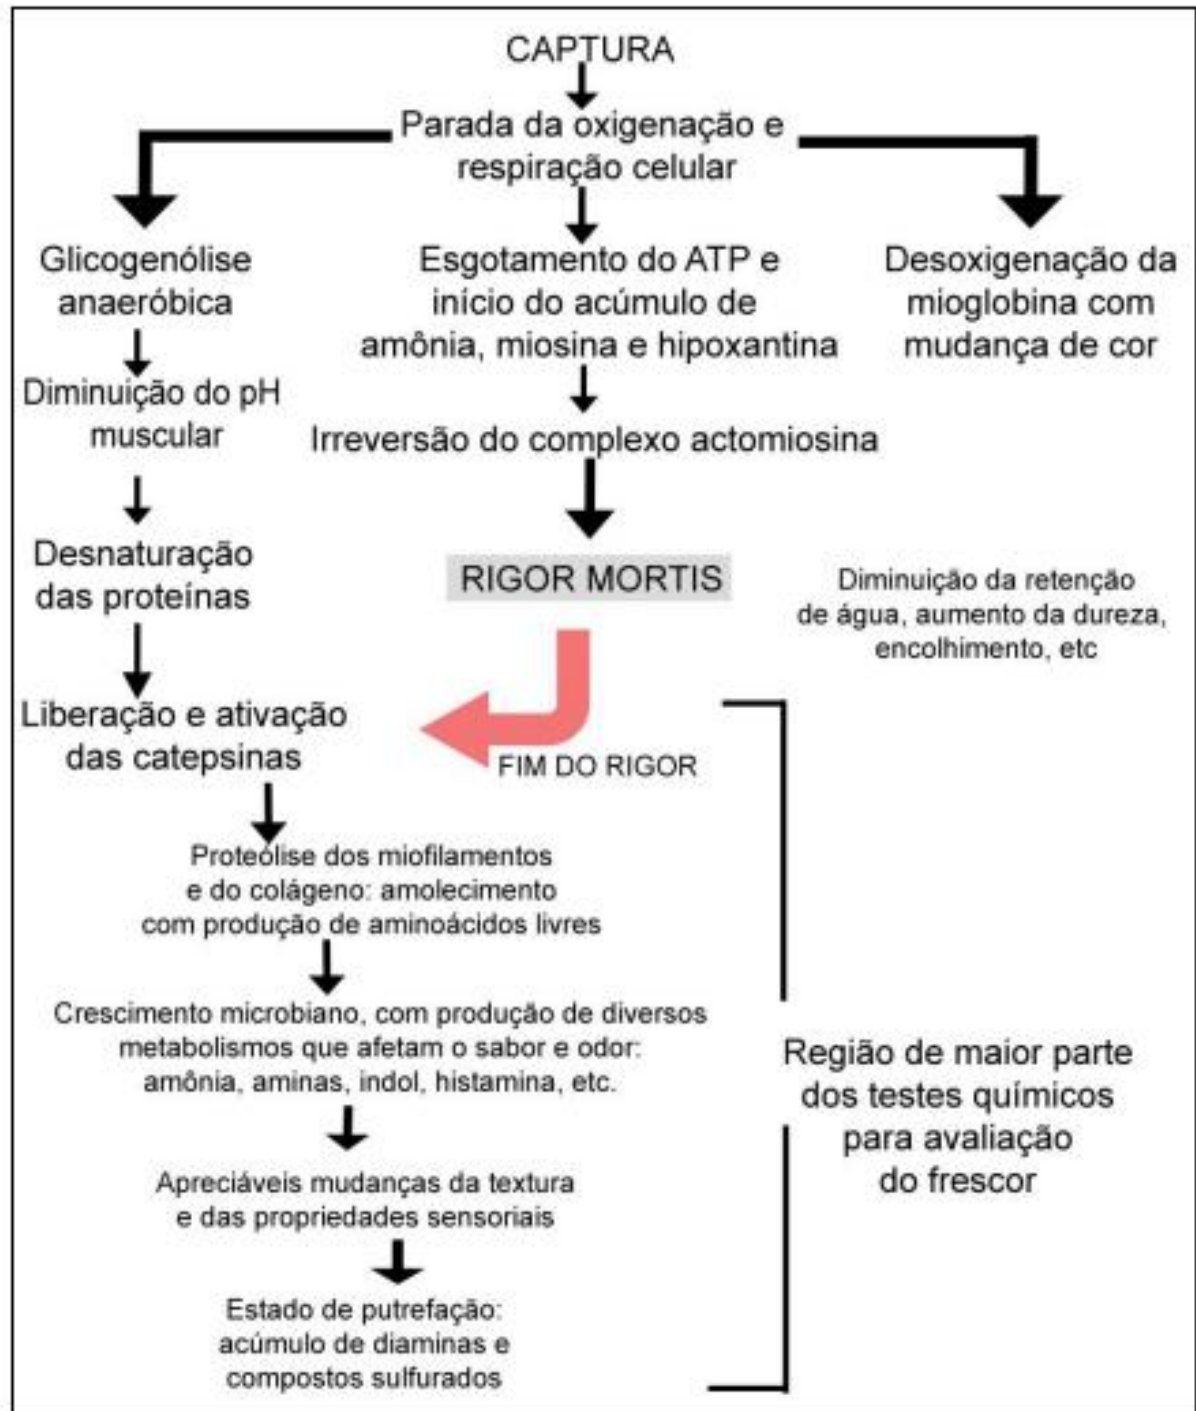 CAPTURA
Parada da oxigenação e
respiração celular
Glicogenólise
anaeróbica
Diminuição do pH
muscular
Desnaturação
das proteínas
Esgotamento do ATP e
início do acúmulo de
amônia, miosina e hipoxantina
Irreversão do complexo actomiosina
RIGOR MORTIS
Desoxigenação da
mioglobina com
mudança de cor
Diminuição da retenção
de água, aumento da dureza,
encolhimento, etc
FIM DO RIGOR
Liberação e ativação
das catepsinas
Proteólise dos miofilamentos
e do colágeno: amolecimento
com produção de aminoácidos livres
Crescimento microbiano, com produção de diversos
metabolismos que afetam o sabor e odor:
amônia, aminas, indol, histamina, etc.
Apreciáveis mudanças da textura
e das propriedades sensoriais
Estado de putrefação:
acúmulo de diaminas e
compostos sulfurados
Região de maior parte
dos testes químicos
para avaliação
do frescor